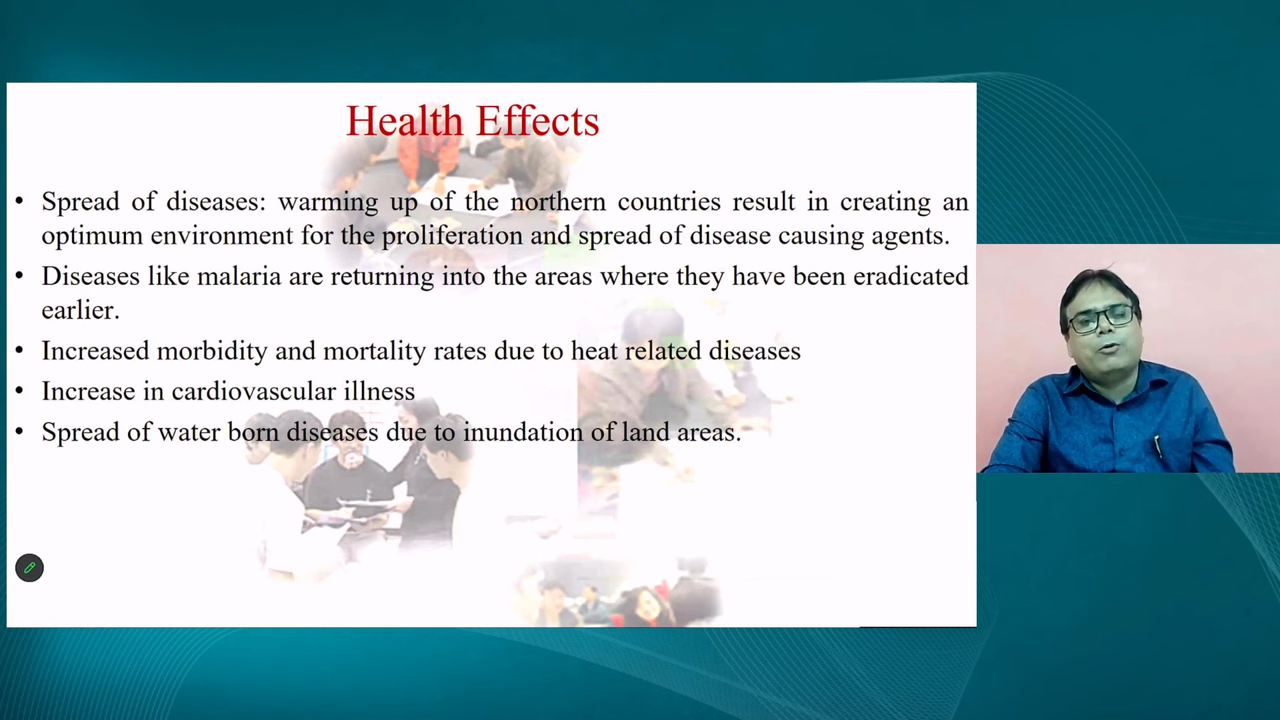 Health Effects
• Spread of diseases: warming up of the northern countries result in creating an
optimum environment for the proliferation and spread of disease causing agents.
• Diseases like malaria are returning into the areas where they have been eradicated
earlier.
• Increased morbidity and mortality rates due to heat related diseases
• Increase in cardiovascular illness
• Spread of water born diseases due to inundation of land areas.